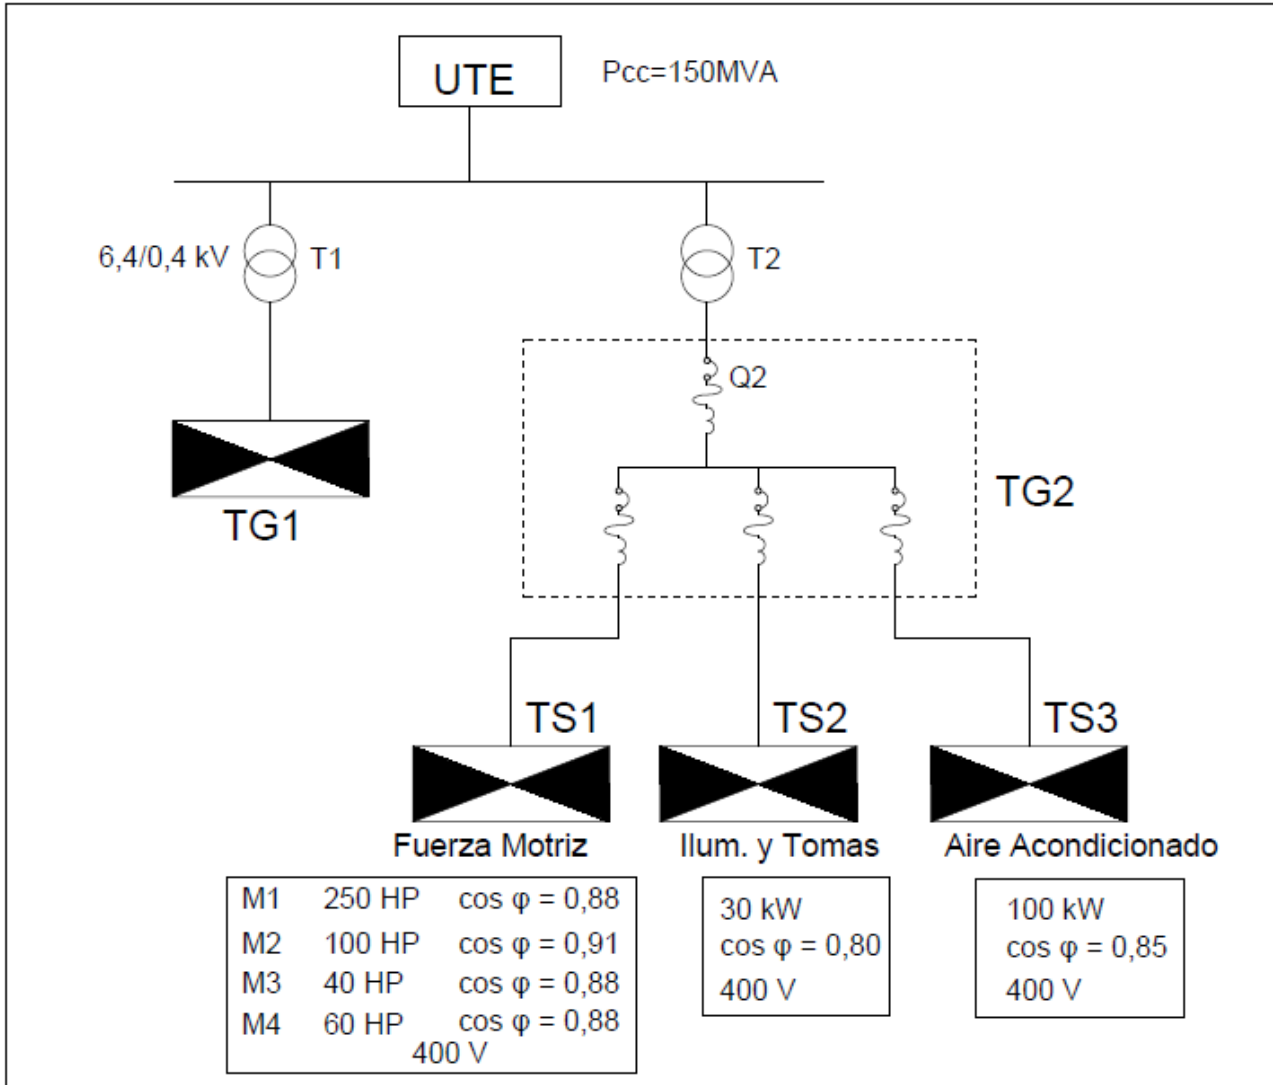 UTE
Pcc=150MVA
6,4/0,4 kV
T1
T2
Q2
TG2
TG1
TS1
TS2
TS3
Fuerza Motriz
Ilum. y Tomas
Aire Acondicionado
M1 250 HP cos φ = 0,88
M2 100 HP cos φ = 0,91
M3 40 HP cos φ = 0,88
M4 60 HP cos φ = 0,88
400 V
30 kW
cos φ = 0,80
400 V
100 kW
cos φ = 0,85
400 V